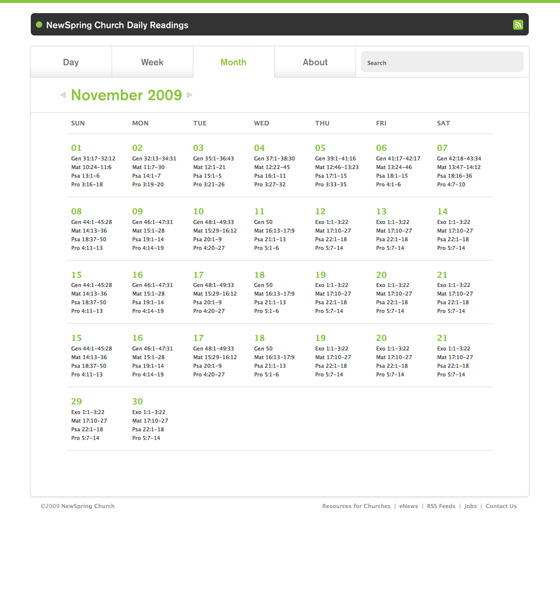 NewSpring Church Daily Readings
Day Week Month About Search
November 2009
SUN MON TUE WED THU FRI SAT
01 02 03 04 05 06 07
Gen 31:17–32:12 Gen 32:13–34:31 Gen 35:1–36:43 Gen 37:1–38:30 Gen 39:1–41:16 Gen 41:17–42:17 Gen 42:18–43:34
Mat 10:24–11:6 Mat 11:7–30 Mat 12:1–21 Mat 12:22–45 Mat 12:46–13:23 Mat 13:24–46 Mat 13:47–14:12
Psa 13:1–6 Psa 14:1–7 Psa 15:1–5 Psa 16:1–11 Psa 17:1–15 Psa 18:1–15 Psa 18:16–36
Pro 3:16–18 Pro 3:19–20 Pro 3:21–26 Pro 3:27–32 Pro 3:33–35 Pro 4:1–6 Pro 4:7–10
08 09 10 11 12 13 14
Gen 44:1–45:28 Gen 46:1–47:31 Gen 48:1–49:33 Gen 50 Exo 1:1–3:22 Exo 1:1–3:22 Exo 1:1–3:22
Mat 14:13–36 Mat 15:1–28 Mat 15:29–16:12 Mat 16:13–17:9 Mat 17:10–27 Mat 17:10–27 Mat 17:10–27
Psa 18:37–50 Psa 19:1–14 Psa 20:1–9 Psa 21:1–13 Psa 22:1–18 Psa 22:1–18 Psa 22:1–18
Pro 4:11–13 Pro 4:14–19 Pro 4:20–27 Pro 5:1–6 Pro 5:7–14 Pro 5:7–14 Pro 5:7–14
15 16 17 18 19 20 21
Gen 44:1–45:28 Gen 46:1–47:31 Gen 48:1–49:33 Gen 50 Exo 1:1–3:22 Exo 1:1–3:22 Exo 1:1–3:22
Mat 14:13–36 Mat 15:1–28 Mat 15:29–16:12 Mat 16:13–17:9 Mat 17:10–27 Mat 17:10–27 Mat 17:10–27
Psa 18:37–50 Psa 19:1–14 Psa 20:1–9 Psa 21:1–13 Psa 22:1–18 Psa 22:1–18 Psa 22:1–18
Pro 4:11–13 Pro 4:14–19 Pro 4:20–27 Pro 5:1–6 Pro 5:7–14 Pro 5:7–14 Pro 5:7–14
15 16 17 18 19 20 21
Gen 44:1–45:28 Gen 46:1–47:31 Gen 48:1–49:33 Gen 50 Exo 1:1–3:22 Exo 1:1–3:22 Exo 1:1–3:22
Mat 14:13–36 Mat 15:1–28 Mat 15:29–16:12 Mat 16:13–17:9 Mat 17:10–27 Mat 17:10–27 Mat 17:10–27
Psa 18:37–50 Psa 19:1–14 Psa 20:1–9 Psa 21:1–13 Psa 22:1–18 Psa 22:1–18 Psa 22:1–18
Pro 4:11–13 Pro 4:14–19 Pro 4:20–27 Pro 5:1–6 Pro 5:7–14 Pro 5:7–14 Pro 5:7–14
29 30
Exo 1:1–3:22 Exo 1:1–3:22
Mat 17:10–27 Mat 17:10–27
Psa 22:1–18 Psa 22:1–18
Pro 5:7–14 Pro 5:7–14
©2009 NewSpring Church Resources for Churches | eNews | RSS Feeds | Jobs | Contact Us